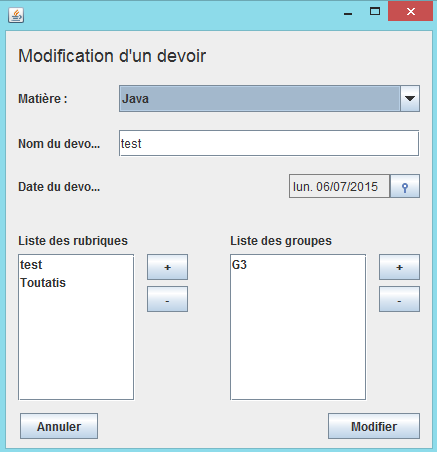 Modification d'un devoir
Matière :
Java
Nom du devo...
test
Date du devo...
lun. 06/07/2015
Liste des rubriques
Liste des groupes
test
Toutatis
+
-
G3
+
-
Annuler
Modifier